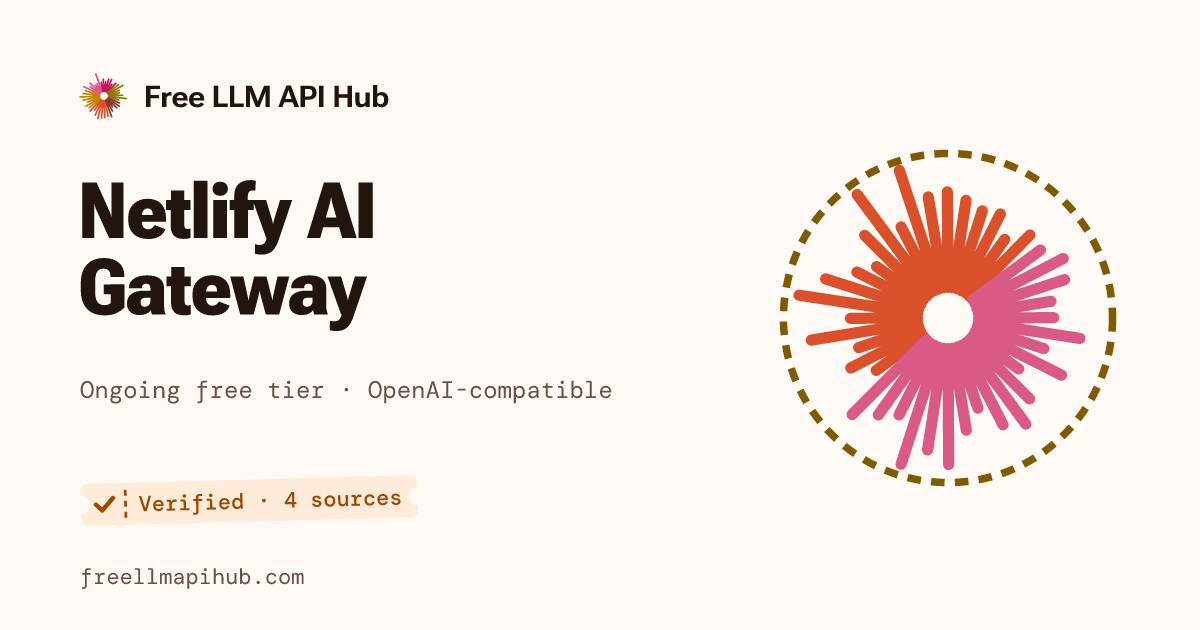 Free LLM API Hub
Netlify AI
Gateway
Ongoing free tier · OpenAI-compatible
Verified · 4 sources
freellmapihub.com